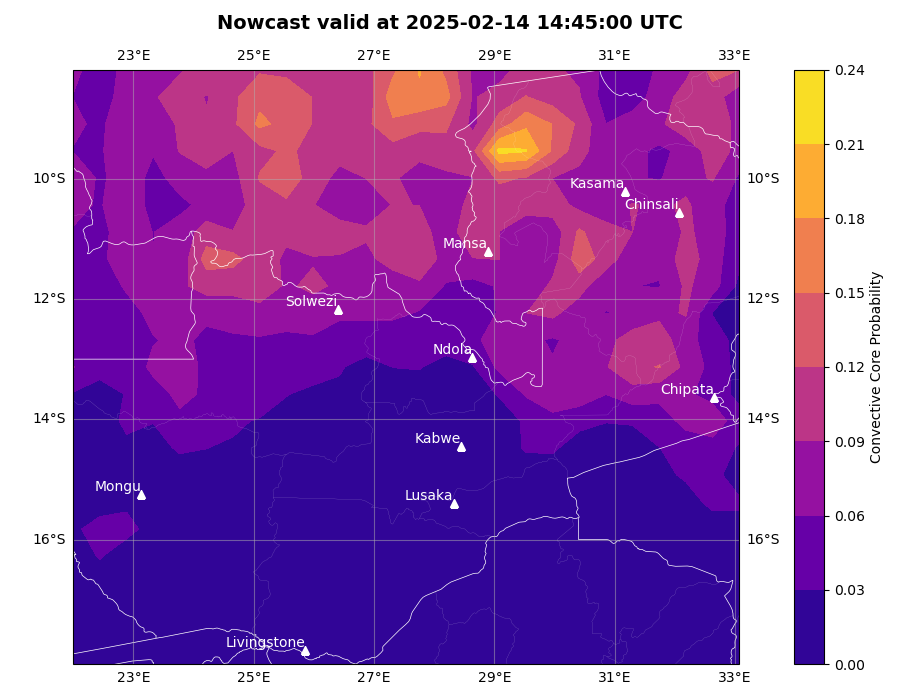 Nowcast valid at 2025-02-14 14:45:00 UTC
23°E 25°E 27°E 29°E 31°E 33°E
0.24
0.21
0.18
0.15
0.12
0.09
0.06
0.03
0.00
Convective Core Probability
10°S 10°S
12°S 12°S
14°S 14°S
16°S 16°S
Kasama
Chinsali
Mansa
Solwezi
Ndola
Chipata
Kabwe
Mongu
Lusaka
Livingstone
23°E 25°E 27°E 29°E 31°E 33°E